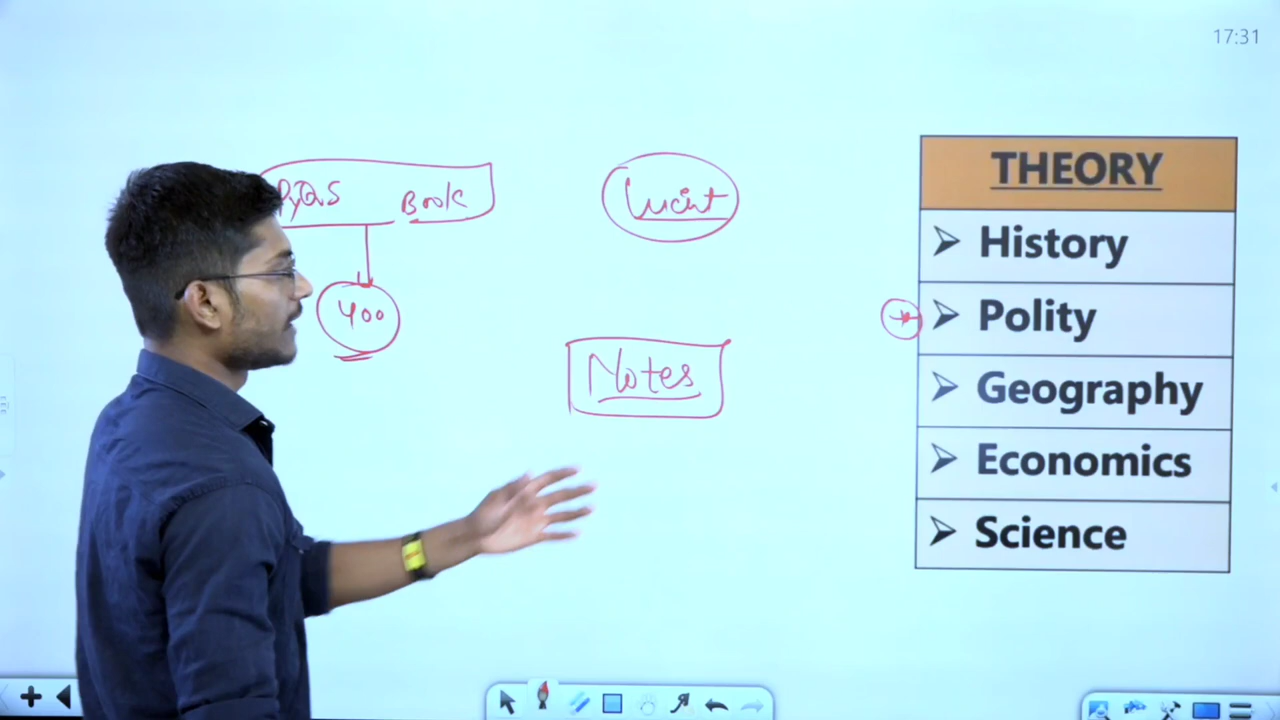 17:31
PYQS Book
400
Lucent
Notes
THEORY
➢ History
➢ Polity
➢ Geography
➢ Economics
➢ Science